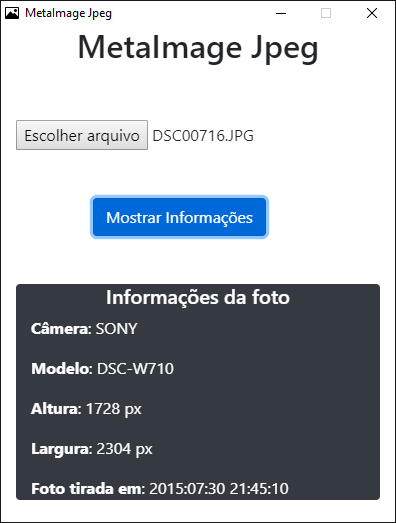 MetaImage Jpeg
MetaImage Jpeg
Escolher arquivo DSC00716.JPG
Mostrar Informações
Informações da foto
Câmera: SONY
Modelo: DSC-W710
Altura: 1728 px
Largura: 2304 px
Foto tirada em: 2015:07:30 21:45:10